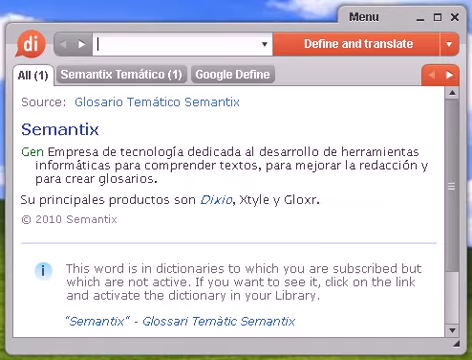 Menu
di
Define and translate
All (1)
Semantix Temático (1)
Google Define
Source: Glosario Temático Semantix
Semantix
Gen Empresa de tecnología dedicada al desarrollo de herramientas
informáticas para comprender textos, para mejorar la redacción y
para crear glosarios.
Su principales productos son Dixio, Xtyle y Gloxr.
© 2010 Semantix
i
This word is in dictionaries to which you are subscribed but
which are not active. If you want to see it, click on the link
and activate the dictionary in your Library.
"Semantix" - Glossari Temàtic Semantix